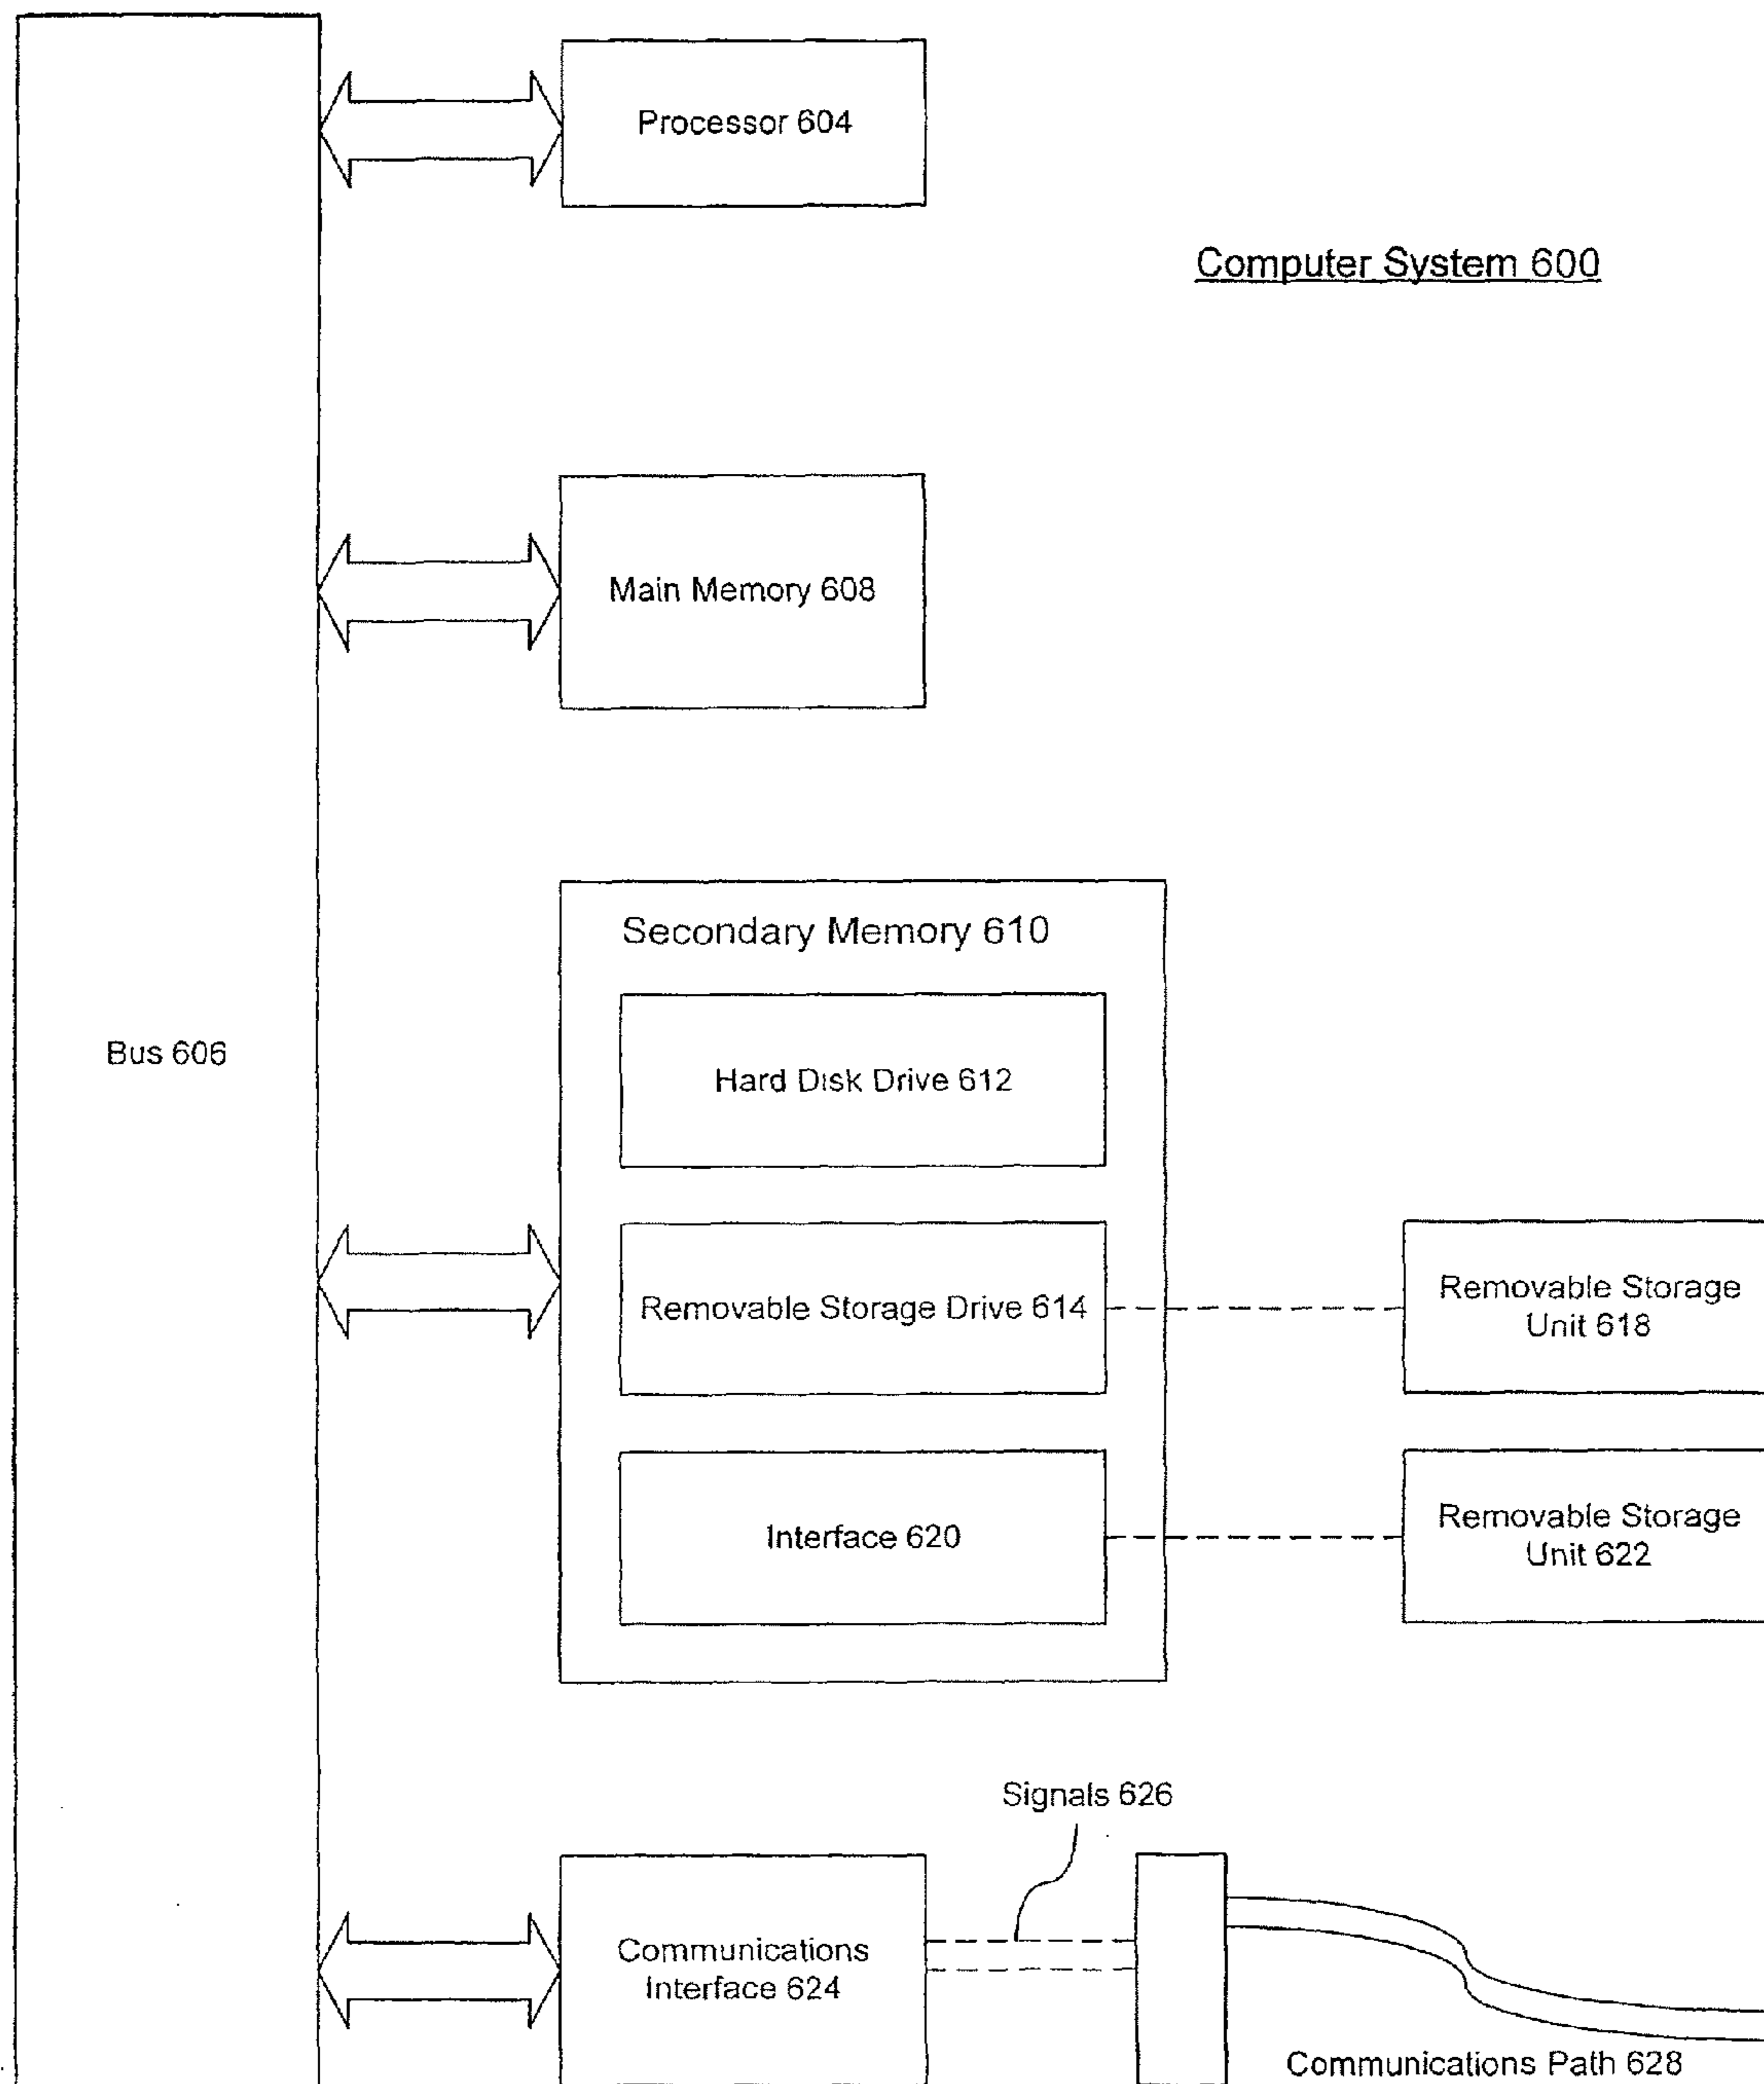 Processor 604
Computer System 600
Main Memory 608
Secondary Memory 610
Bus 606
Hard Disk Drive 612
Removable Storage Drive 614
Removable Storage
Unit 618
Interface 620
Removable Storage
Unit 622
Signals 626
Communications
Interface 624
Communications Path 628